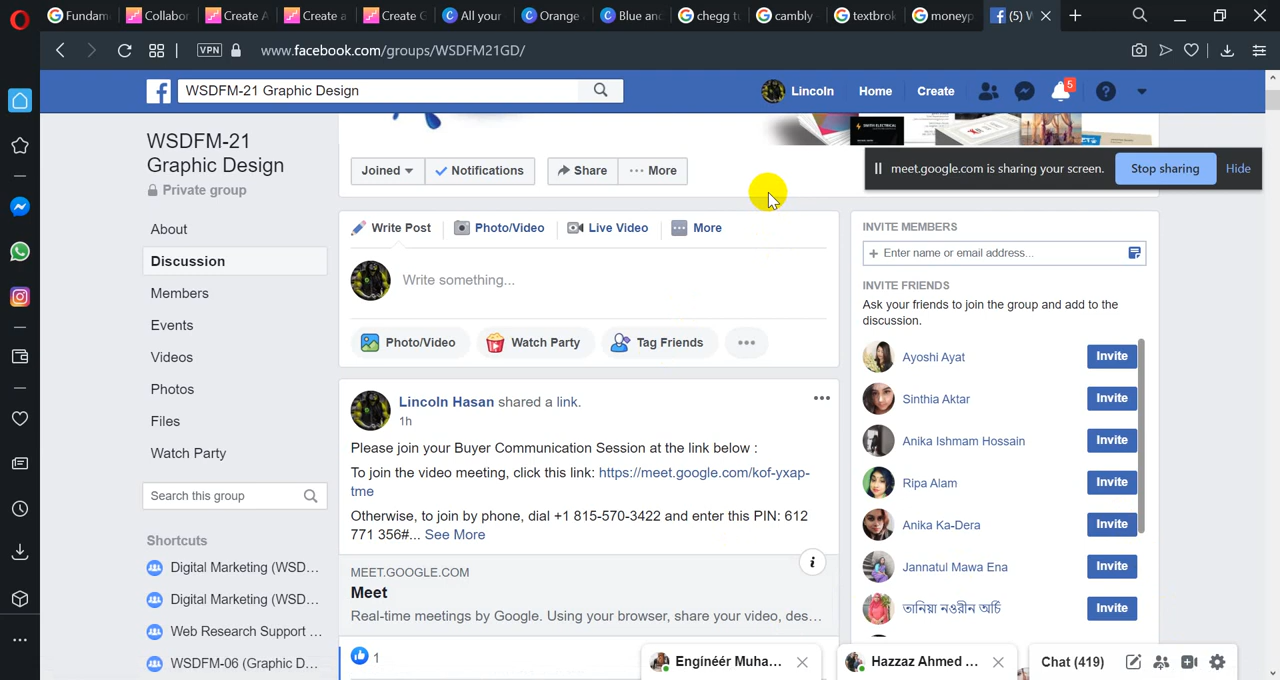 Fundam
Collabor
Create A
Create a
Create G
All your
Orange
Blue an
chegg tu
cambly
textbrok
moneyp
(5) W
VPN
www.facebook.com/groups/WSDFM21GD/
WSDFM-21 Graphic Design
Lincoln
Home
Create
5
WSDFM-21
Graphic Design
Private group
About
Discussion
Members
Events
Videos
Photos
Files
Watch Party
Search this group
Shortcuts
Digital Marketing (WSD...
Digital Marketing (WSD...
Web Research Support ...
WSDFM-06 (Graphic D...
Joined
Notifications
Share
More
meet.google.com is sharing your screen.
Stop sharing
Hide
Write Post
Photo/Video
Live Video
More
Write something...
Photo/Video
Watch Party
Tag Friends
Lincoln Hasan shared a link.
1h
Please join your Buyer Communication Session at the link below :
To join the video meeting, click this link: https://meet.google.com/kof-yxap-
tme
Otherwise, to join by phone, dial +1 815-570-3422 and enter this PIN: 612
771 356#... See More
MEET.GOOGLE.COM
Meet
Real-time meetings by Google. Using your browser, share your video, des...
1
INVITE MEMBERS
+ Enter name or email address...
INVITE FRIENDS
Ask your friends to join the group and add to the
discussion.
Ayoshi Ayat Invite
Sinthia Aktar Invite
Anika Ishmam Hossain Invite
Ripa Alam Invite
Anika Ka-Dera Invite
Jannatul Mawa Ena Invite
তানিয়া নওরীন অর্চি Invite
Engíneér Muha...
Hazzaz Ahmed ...
Chat (419)